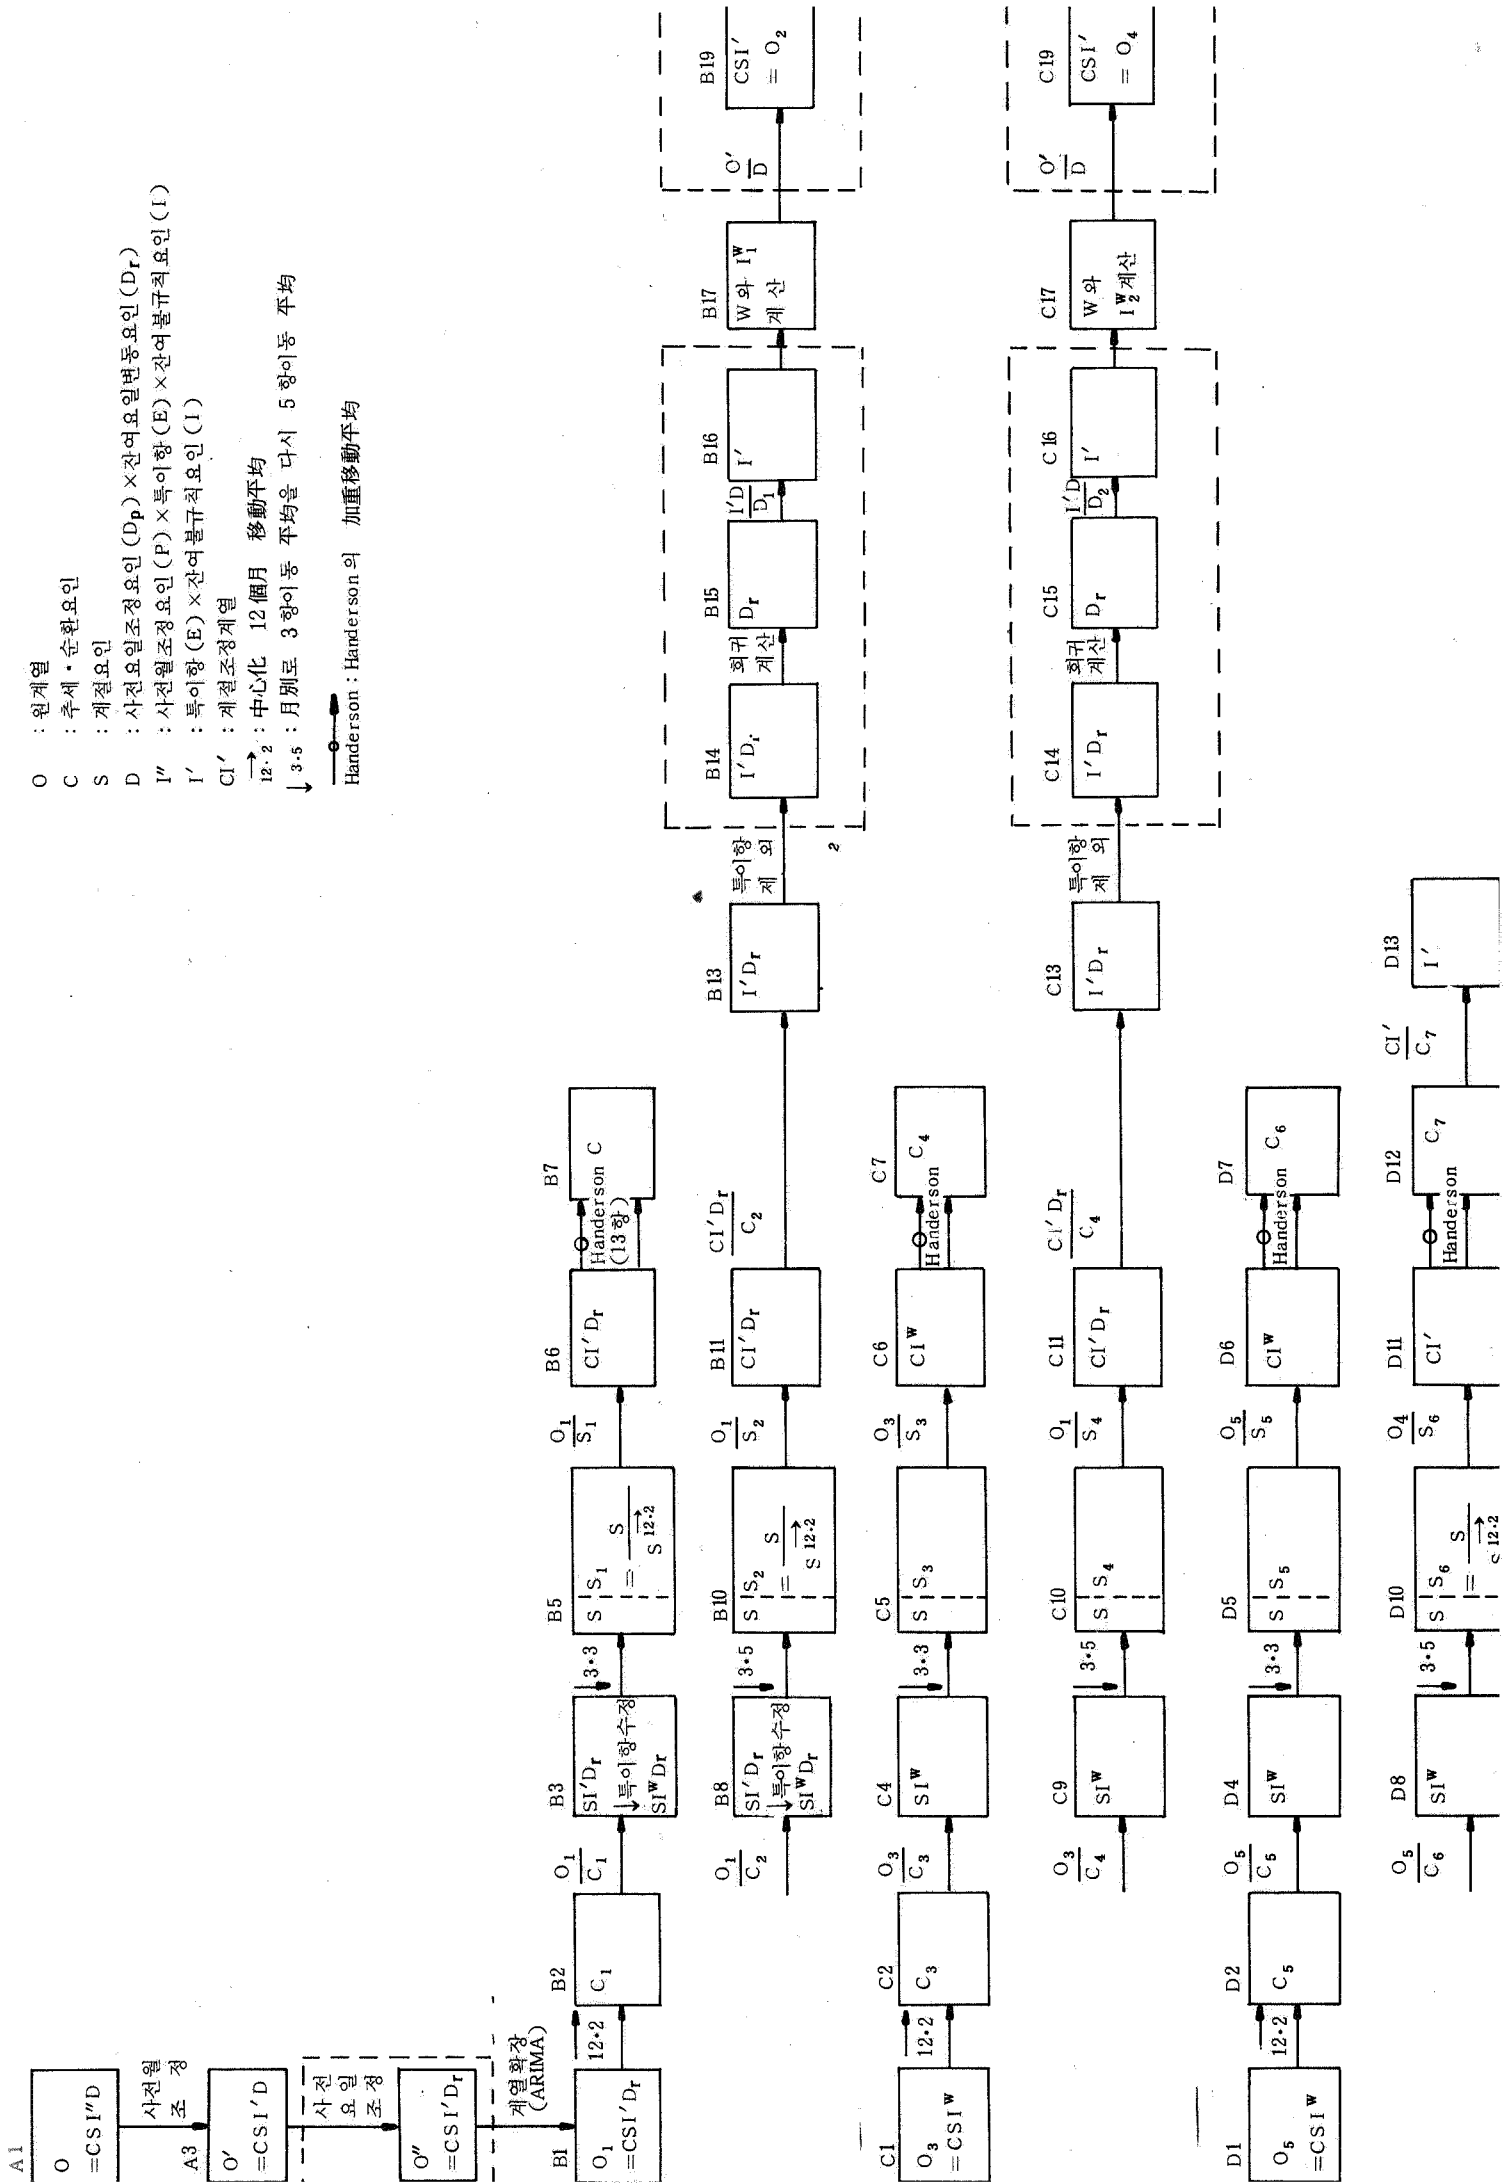 O : 원계열
C : 추세·순환요인
S : 계절요인
D : 사전요일조정요인(Dp)×잔여요일변동요인(Dr)
I″ : 사전월조정요인(P)×특이항(E)×잔여불규칙요인(I)
I′ : 특이항(E)×잔여불규칙요인(I)
CI′ : 계절조정계열
→ 12·2 : 中心化 12個月 移動平均
↓ 3·5 : 月別로 3항이동 平均을 다시 5항이동 平均
Handerson : Handerson의 加重移動平均
A1
O
=CSI″D
사전월
조 정
A3
O′
=CSI′D
사전
요일
조정
O″
=CSI′Dr
계열확장
(ARIMA)
B1
O1
=CSI′Dr
12·2
B2
C1
O1/C1
B3
SI′Dr
↓특이항수정
SIᵂDr
3·3
B5
S S1
= S / S 12·2
O1/S1
B6
CI′Dr
Handerson
(13항)
B7
C
O1/C2
B8
SI′Dr
↓특이항수정
SIᵂDr
3·5
B10
S S2
= S / S 12·2
O1/S2
B11
CI′Dr
CI′Dr/C2
B13
I′Dr
특이항
제 외
2
B14
I′Dr
회귀
계산
B15
Dr
I′D/D1
B16
I′
B17
W와 I1ᵂ
계 산
O′/D
B19
CSI′
= O2
C1
O3
=CSIᵂ
12·2
C2
C3
O3/C3
C4
SIᵂ
3·3
C5
S S3
O3/S3
C6
CIᵂ
Handerson
C7
C4
O3/C4
C9
SIᵂ
3·5
C10
S S4
O1/S4
C11
CI′Dr
CI′Dr/C4
C13
I′Dr
특이항
제 외
C14
I′Dr
회귀
계산
C15
Dr
I′D/D2
C16
I′
C17
W와
I2ᵂ계산
O′/D
C19
CSI′
= O4
D1
O5
=CSIᵂ
12·2
D2
C5
O5/C5
D4
SIᵂ
3·3
D5
S S5
O5/S5
D6
CIᵂ
Handerson
D7
C6
O5/C6
D8
SIᵂ
3·5
D10
S S6
= S / S 12·2
O4/S6
D11
CI′
Handerson
D12
C7
CI′/C7
D13
I′